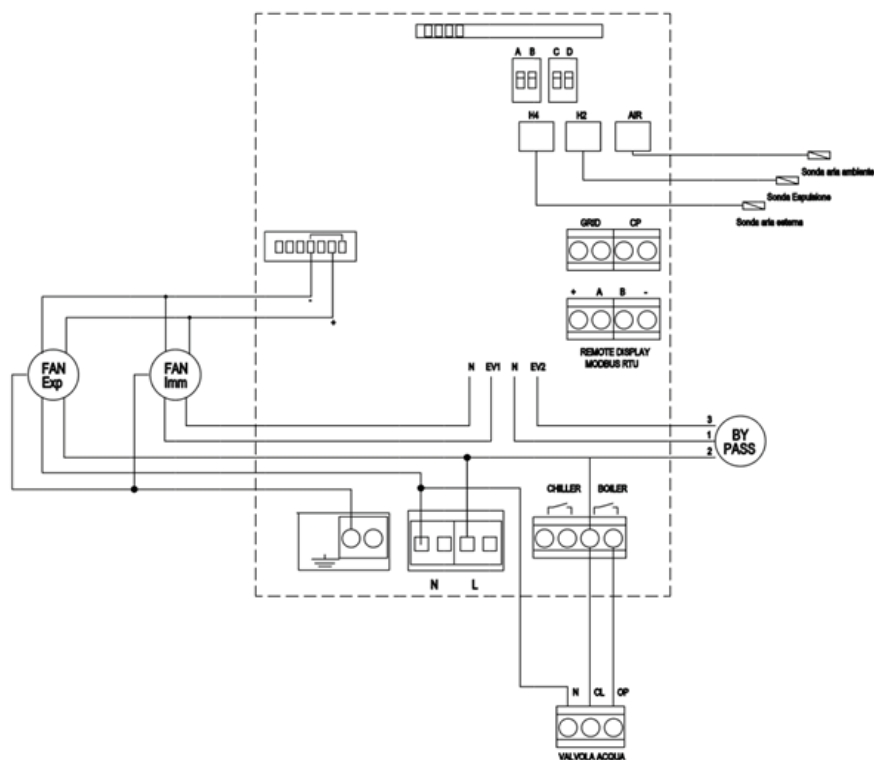 A B C D
H4 H2 AIR
Sonda aria ambiente
Sonda Espulsione
Sonda aria esterna
GRID CP
+ A B -
REMOTE DISPLAY
MODBUS RTU
-
+
FAN
Exp
FAN
Imm
N EV1 N EV2
3
1
2
BY
PASS
CHILLER BOILER
N L
N CL OP
VALVOLA ACQUA